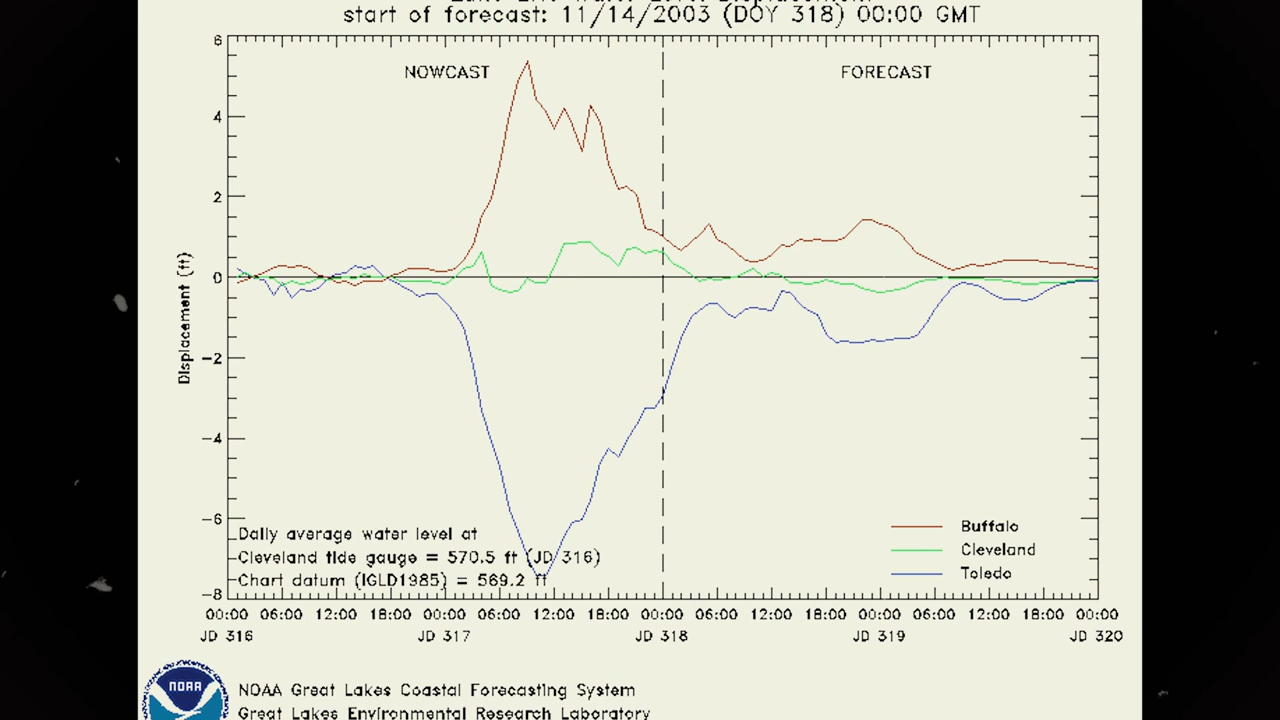 start of forecast: 11/14/2003 (DOY 318) 00:00 GMT
NOWCAST
FORECAST
6
4
2
0
-2
-4
-6
-8
Displacement (ft)
Daily average water level at
Cleveland tide gauge = 570.5 ft (JD 316)
Chart datum (IGLD1985) = 569.2 ft
Buffalo
Cleveland
Toledo
00:00 06:00 12:00 18:00 00:00 06:00 12:00 18:00 00:00 06:00 12:00 18:00 00:00 06:00 12:00 18:00 00:00
JD 316 JD 317 JD 318 JD 319 JD 320
NOAA
NOAA Great Lakes Coastal Forecasting System
Great Lakes Environmental Research Laboratory